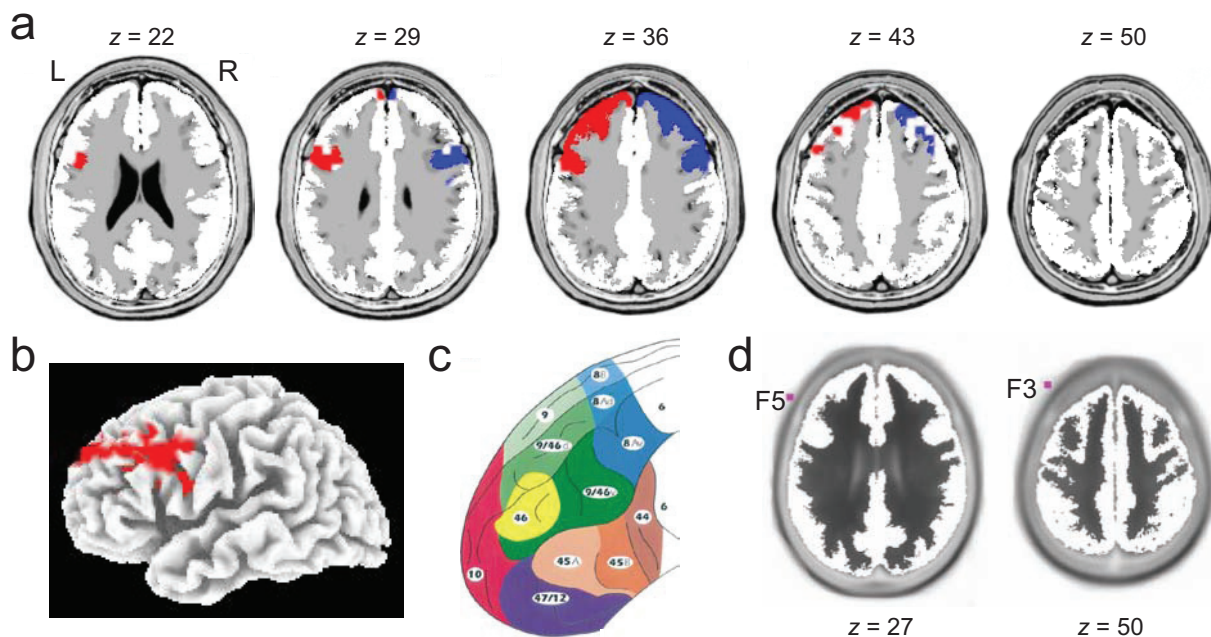 a
z = 22
z = 29
z = 36
z = 43
z = 50
L
R
b
c
8B
8Ad
9
6
9/46d
8Av
9/46v
46
44
6
45A
45B
10
47/12
d
F5
F3
z = 27
z = 50